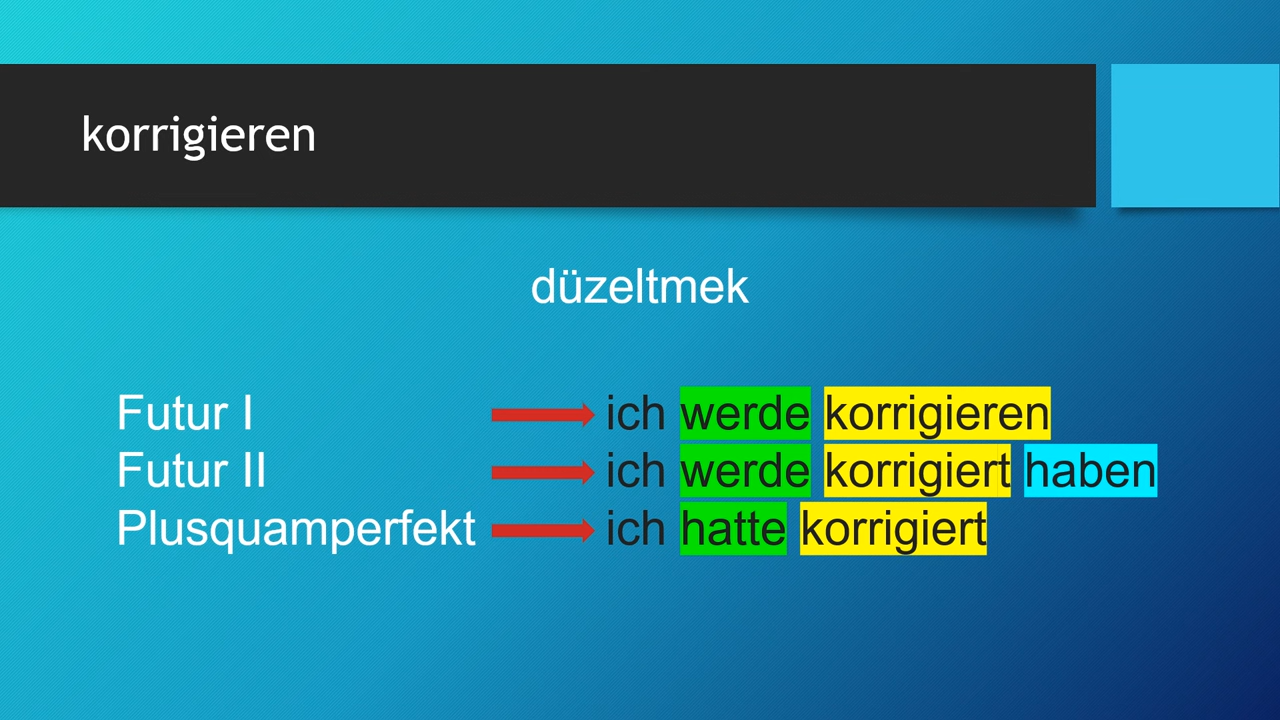 korrigieren
düzeltmek
Futur I ich werde korrigieren
Futur II ich werde korrigiert haben
Plusquamperfekt ich hatte korrigiert